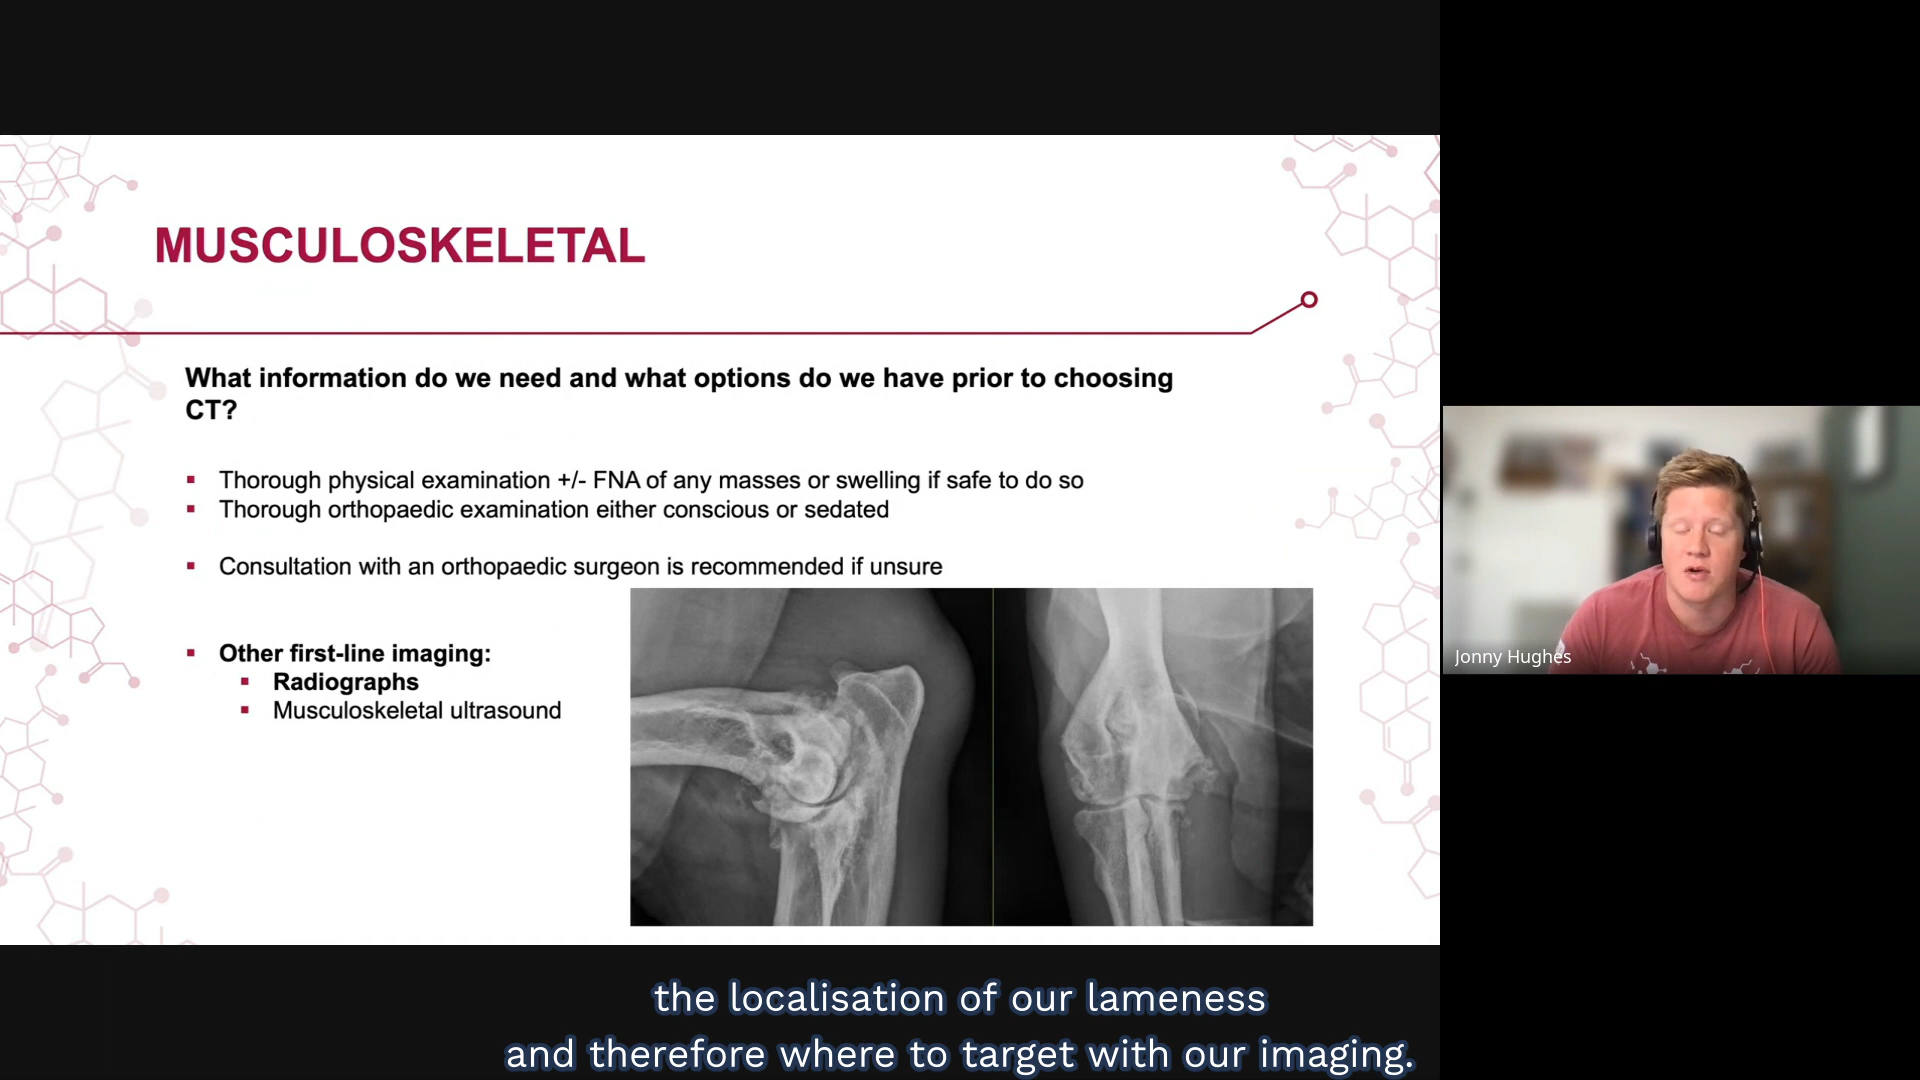 MUSCULOSKELETAL
What information do we need and what options do we have prior to choosing
CT?
Thorough physical examination +/- FNA of any masses or swelling if safe to do so
Thorough orthopaedic examination either conscious or sedated
Consultation with an orthopaedic surgeon is recommended if unsure
Other first-line imaging:
Radiographs
Musculoskeletal ultrasound
Jonny Hughes
the localisation of our lameness
and therefore where to target with our imaging.